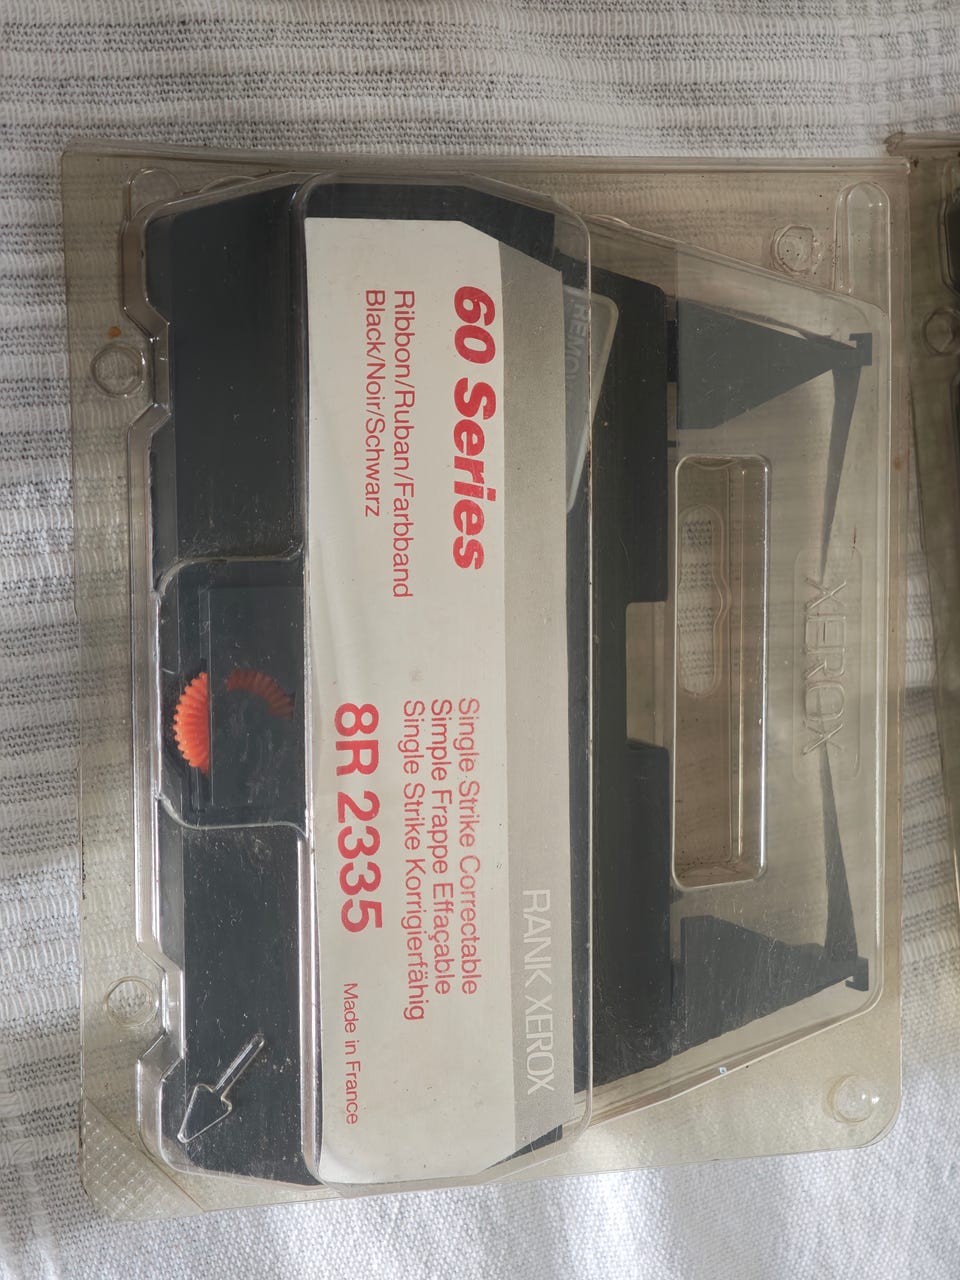 XEROX
REMOV
RANK XEROX
60 Series
Ribbon/Ruban/Farbband
Black/Noir/Schwarz
Single Strike Correctable
Simple Frappe Effaçable
Single Strike Korrigierfähig
8R 2335
Made in France